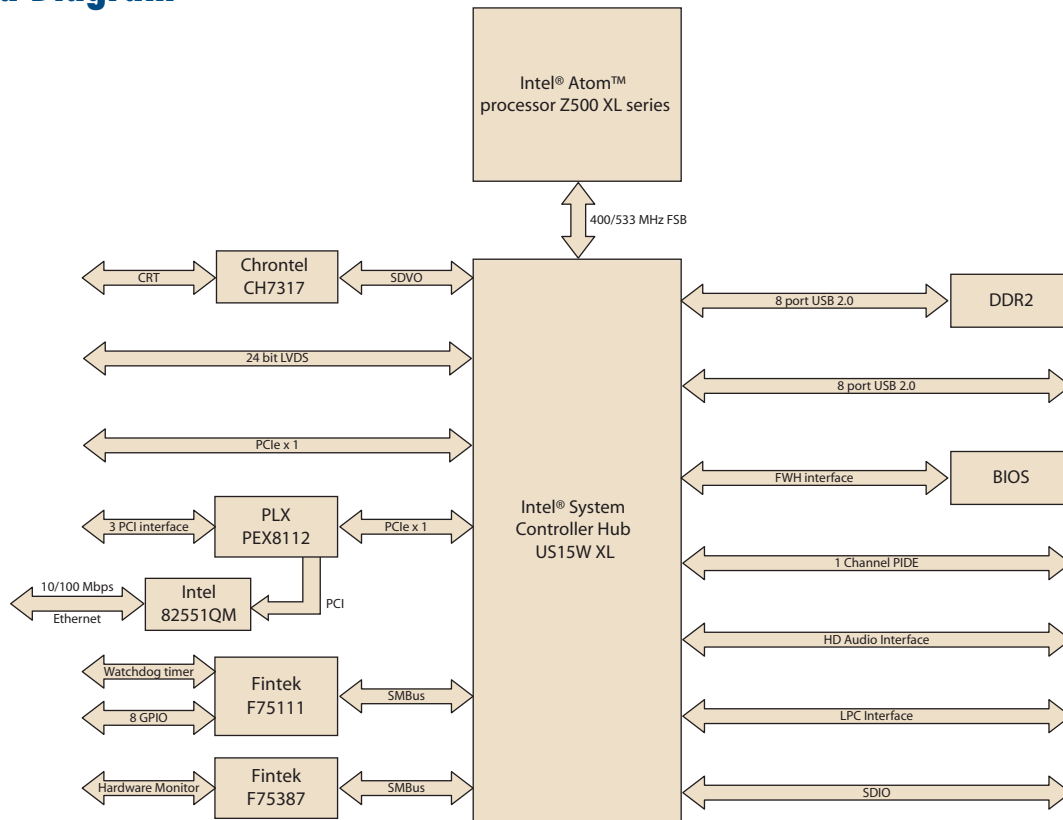 Diagram
Intel® Atom™
processor Z500 XL series
400/533 MHz FSB
CRT
Chrontel
CH7317
SDVO
8 port USB 2.0
DDR2
24 bit LVDS
8 port USB 2.0
PCIe x 1
FWH interface
BIOS
3 PCI interface
PLX
PEX8112
PCIe x 1
Intel® System
Controller Hub
US15W XL
1 Channel PIDE
10/100 Mbps
Ethernet
Intel
82551QM
PCI
HD Audio Interface
Watchdog timer
8 GPIO
Fintek
F75111
SMBus
LPC Interface
Hardware Monitor
Fintek
F75387
SMBus
SDIO